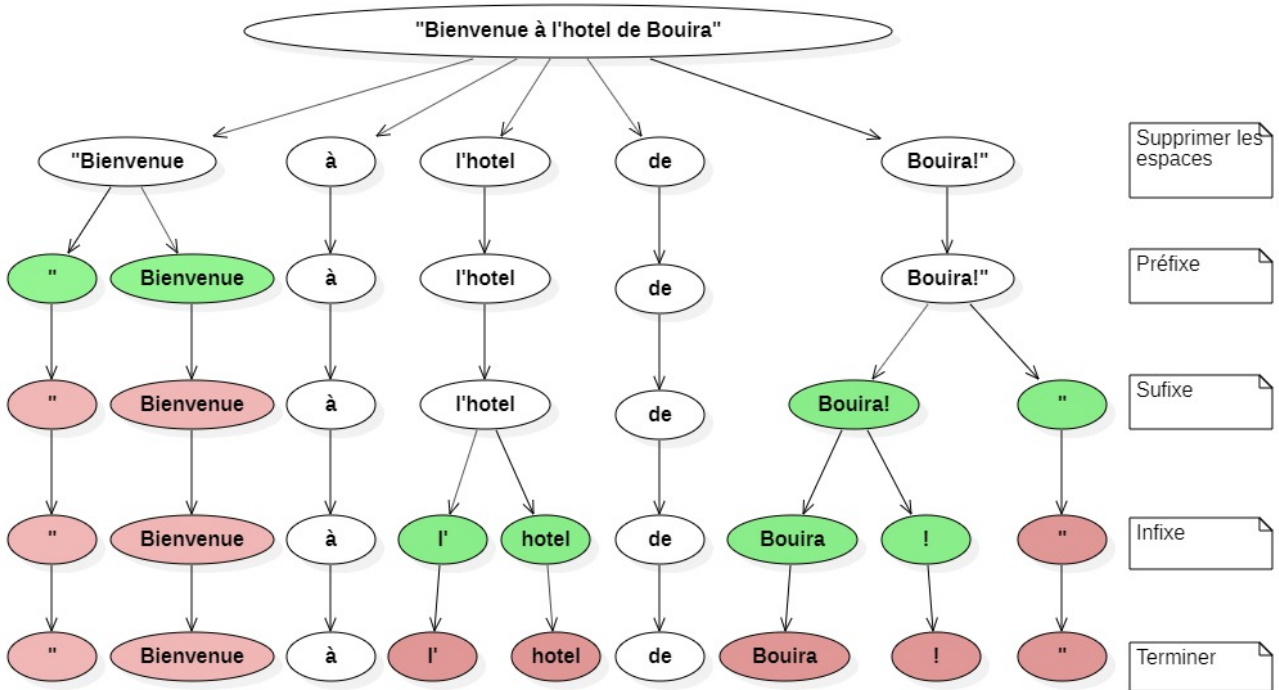 "Bienvenue à l'hotel de Bouira"
"Bienvenue à l'hotel de Bouira!" Supprimer les
espaces
" Bienvenue à l'hotel de Bouira!" Préfixe
" Bienvenue à l'hotel de Bouira! " Sufixe
" Bienvenue à l' hotel de Bouira ! " Infixe
" Bienvenue à l' hotel de Bouira ! " Terminer